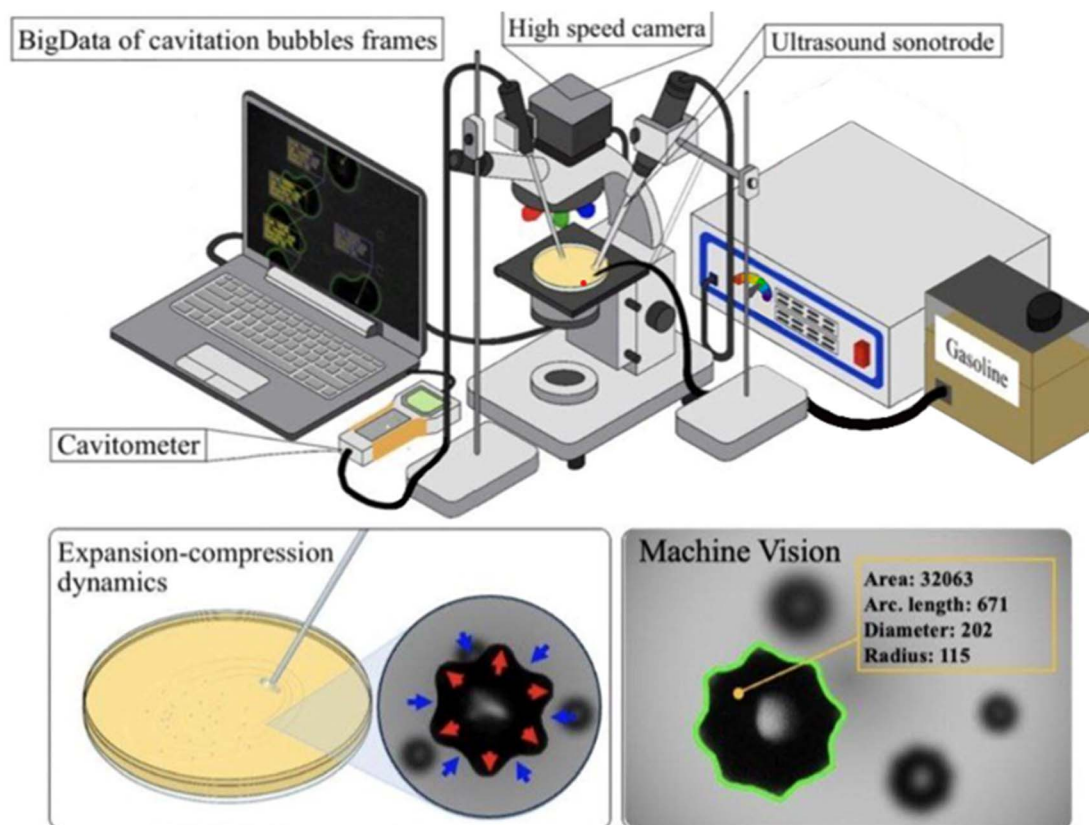 BigData of cavitation bubbles frames
High speed camera
Ultrasound sonotrode
Gasoline
Cavitometer
Expansion-compression
dynamics
Machine Vision
Area: 32063
Arc. length: 671
Diameter: 202
Radius: 115